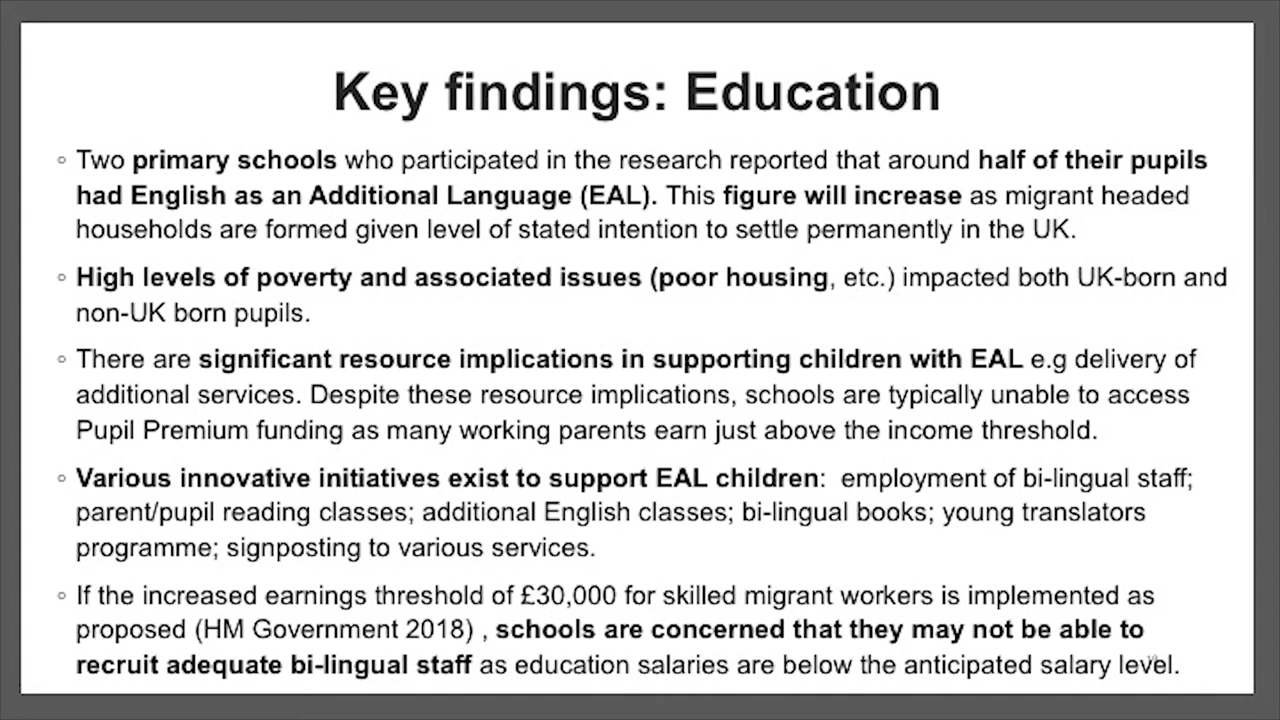 Key findings: Education
◦ Two primary schools who participated in the research reported that around half of their pupils
had English as an Additional Language (EAL). This figure will increase as migrant headed
households are formed given level of stated intention to settle permanently in the UK.
◦ High levels of poverty and associated issues (poor housing, etc.) impacted both UK-born and
non-UK born pupils.
◦ There are significant resource implications in supporting children with EAL e.g delivery of
additional services. Despite these resource implications, schools are typically unable to access
Pupil Premium funding as many working parents earn just above the income threshold.
◦ Various innovative initiatives exist to support EAL children:  employment of bi-lingual staff;
parent/pupil reading classes; additional English classes; bi-lingual books; young translators
programme; signposting to various services.
◦ If the increased earnings threshold of £30,000 for skilled migrant workers is implemented as
proposed (HM Government 2018) , schools are concerned that they may not be able to
recruit adequate bi-lingual staff as education salaries are below the anticipated salary level.